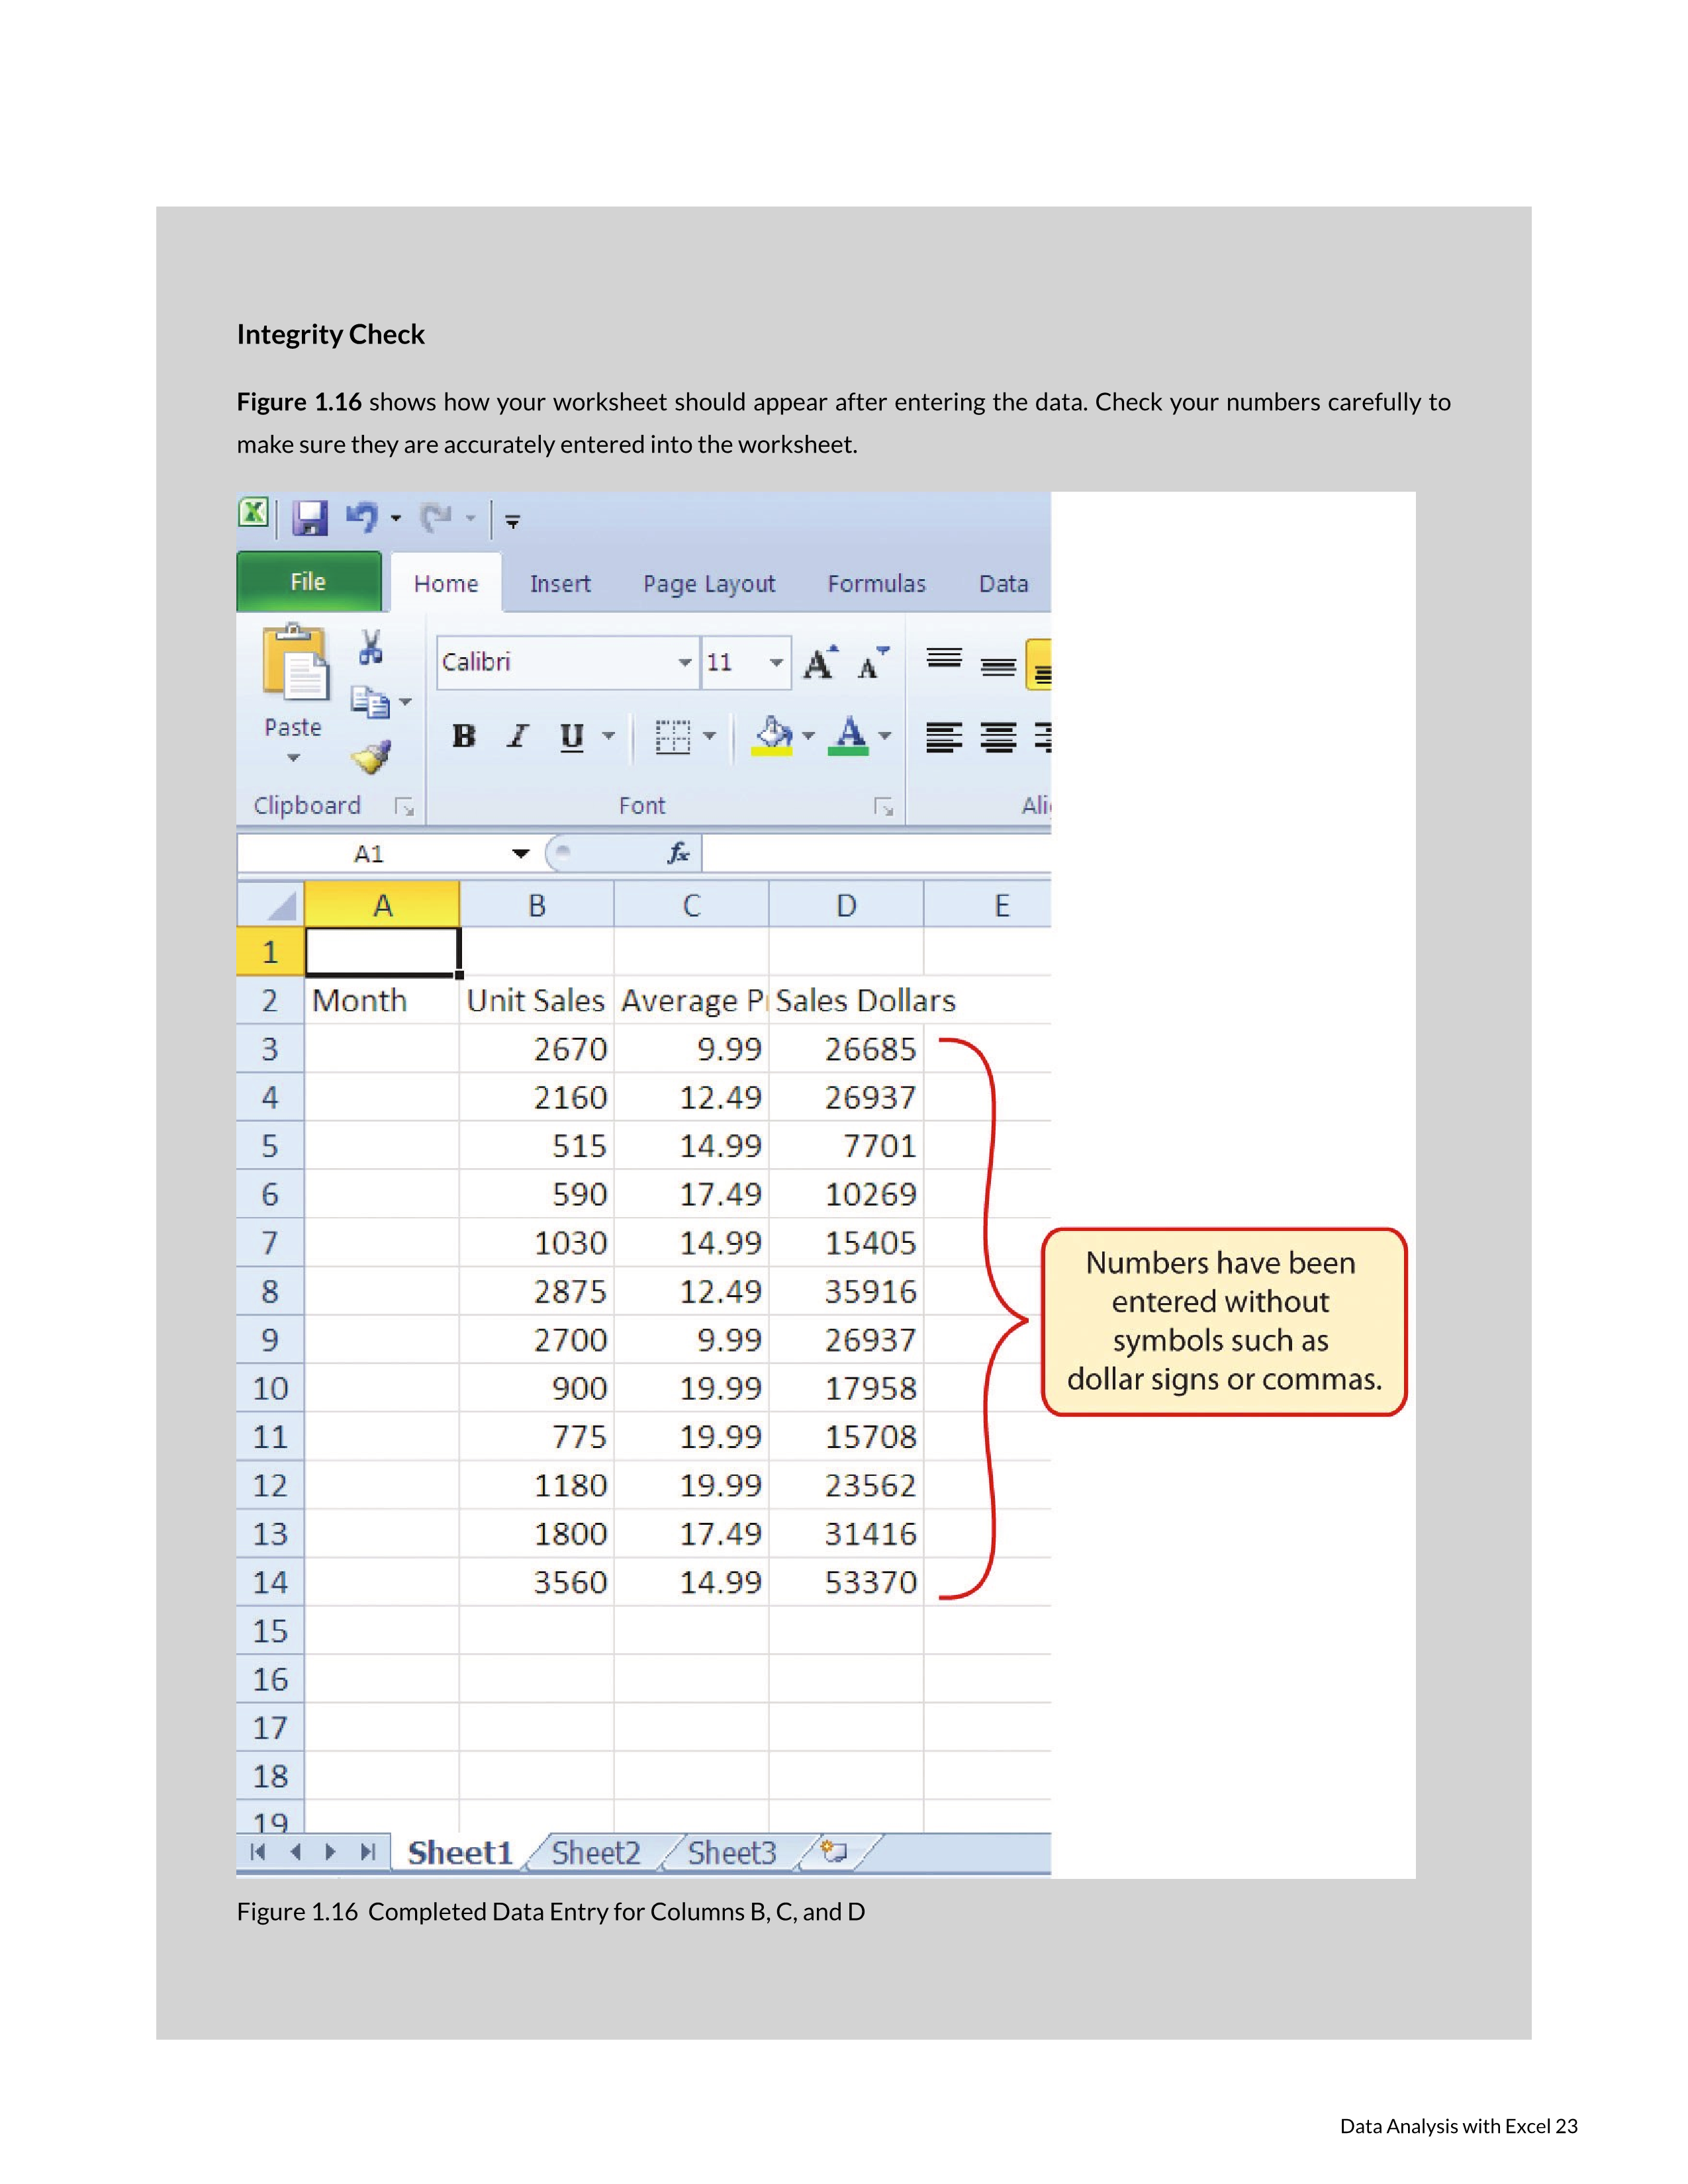 Integrity Check
Figure 1.16 shows how your worksheet should appear after entering the data. Check your numbers carefully to
make sure they are accurately entered into the worksheet.
File Home Insert Page Layout Formulas Data
Calibri 11 A A
Paste B I U A
Clipboard Font Ali
A1 fx
A B C D E
1
2 Month Unit Sales Average Pr Sales Dollars
3 2670 9.99 26685
4 2160 12.49 26937
5 515 14.99 7701
6 590 17.49 10269
7 1030 14.99 15405
8 2875 12.49 35916
9 2700 9.99 26937
10 900 19.99 17958
11 775 19.99 15708
12 1180 19.99 23562
13 1800 17.49 31416
14 3560 14.99 53370
15
16
17
18
19
Numbers have been
entered without
symbols such as
dollar signs or commas.
Sheet1 Sheet2 Sheet3
Figure 1.16 Completed Data Entry for Columns B, C, and D
Data Analysis with Excel 23